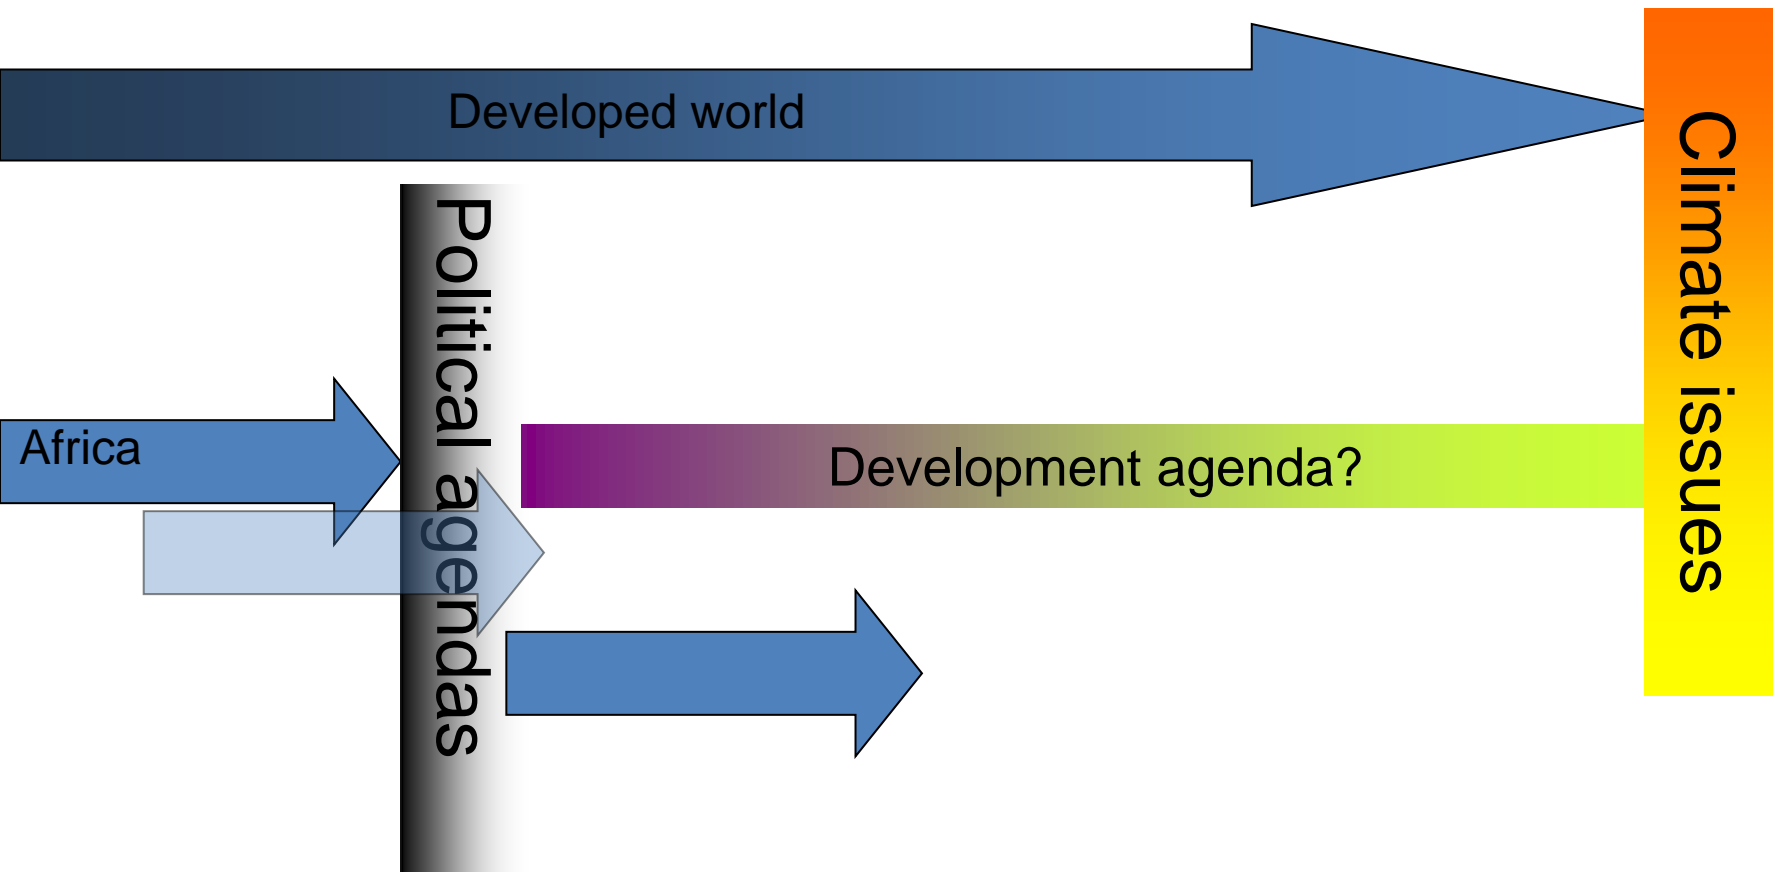 Developed world
Political agendas
Africa
Development agenda?
Climate issues